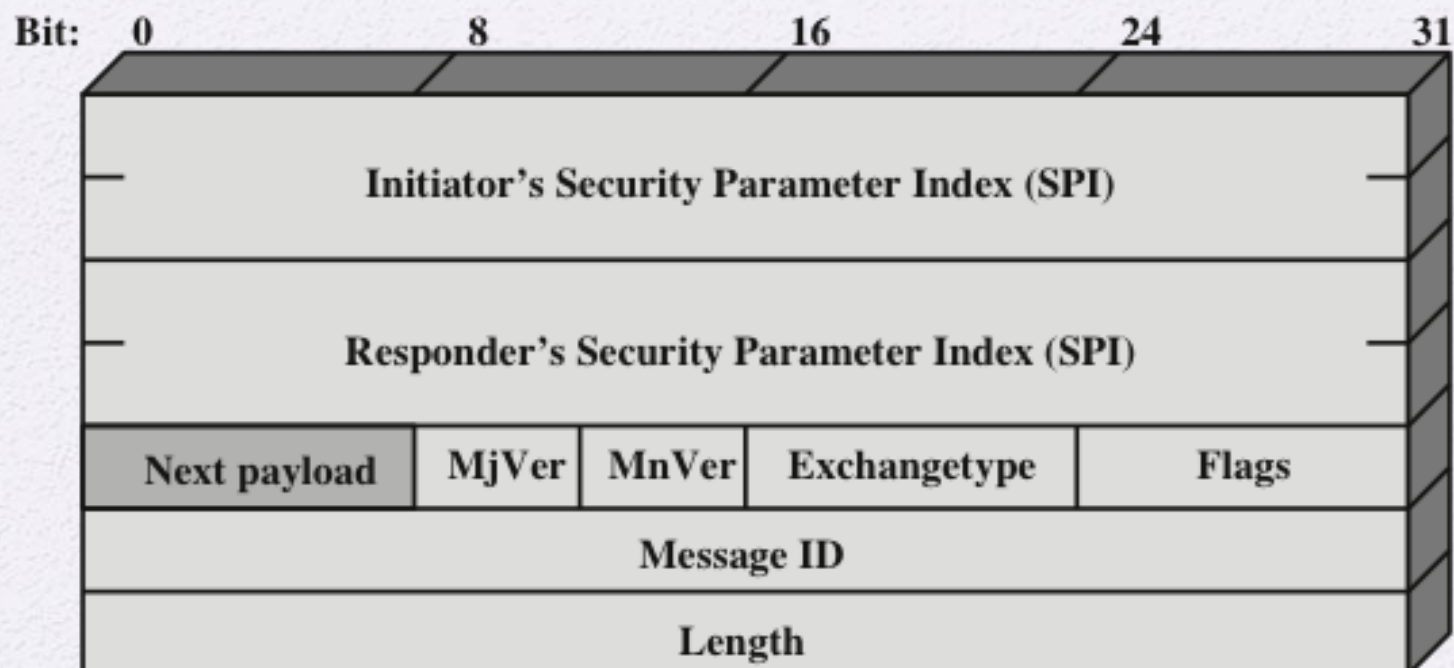 Bit: 0 8 16 24 31
Initiator’s Security Parameter Index (SPI)
Responder’s Security Parameter Index (SPI)
Next payload MjVer MnVer Exchangetype Flags
Message ID
Length